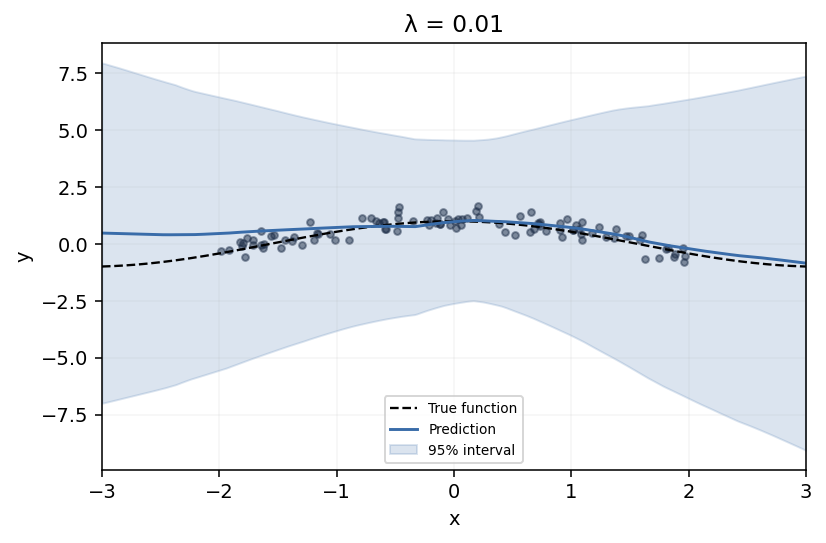 λ = 0.01
7.5
5.0
2.5
0.0
−2.5
−5.0
−7.5
y
−3
−2
−1
0
1
2
3
x
True function
Prediction
95% interval